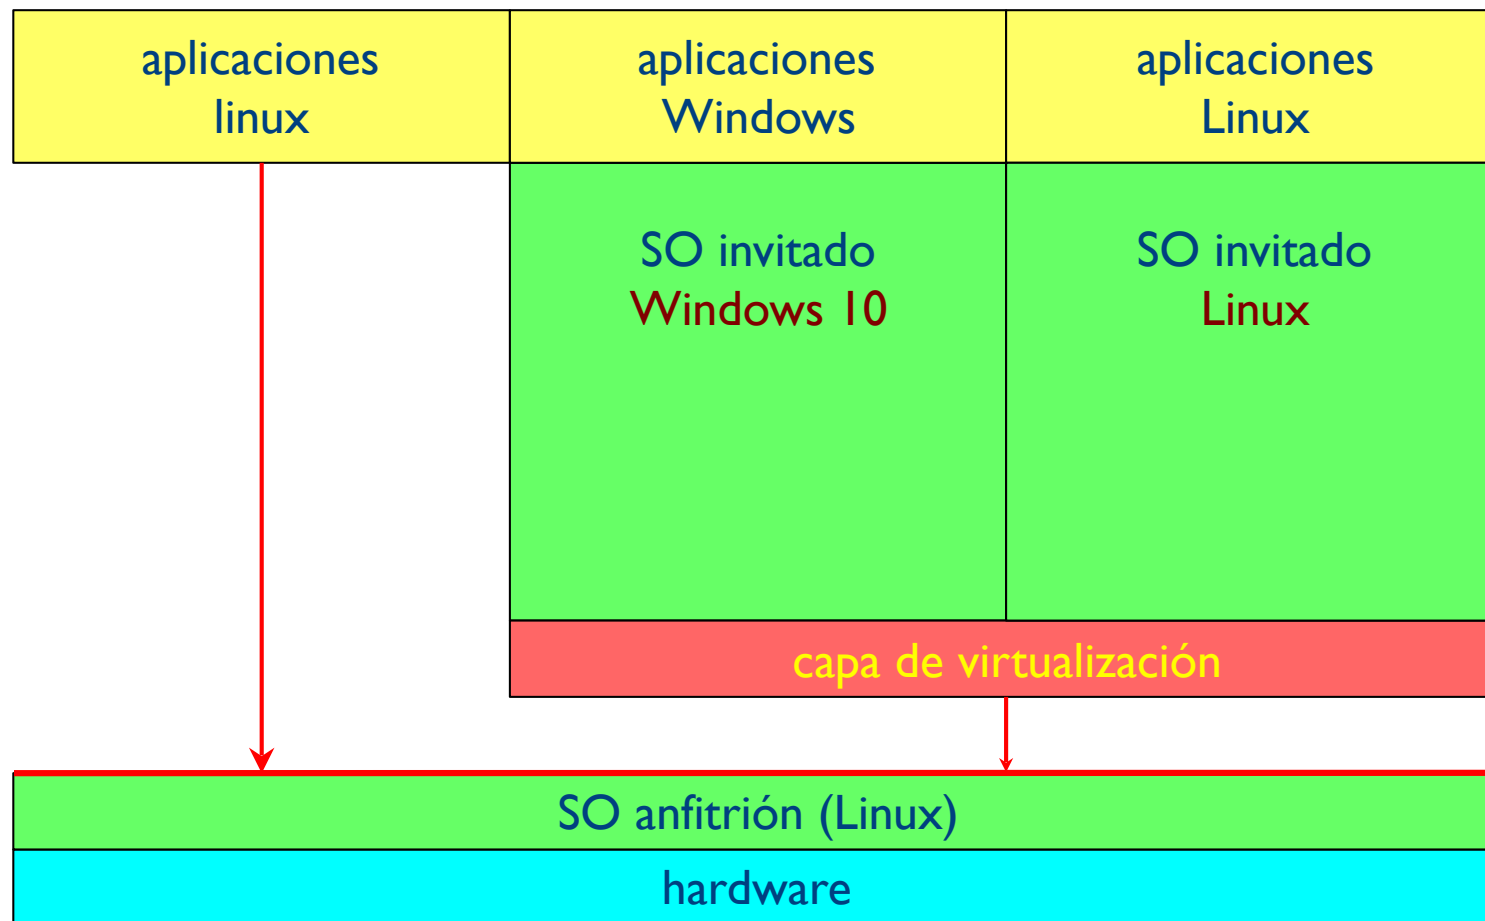 aplicaciones
linux
aplicaciones
Windows
aplicaciones
Linux
SO invitado
Windows 10
SO invitado
Linux
capa de virtualización
SO anfitrión (Linux)
hardware